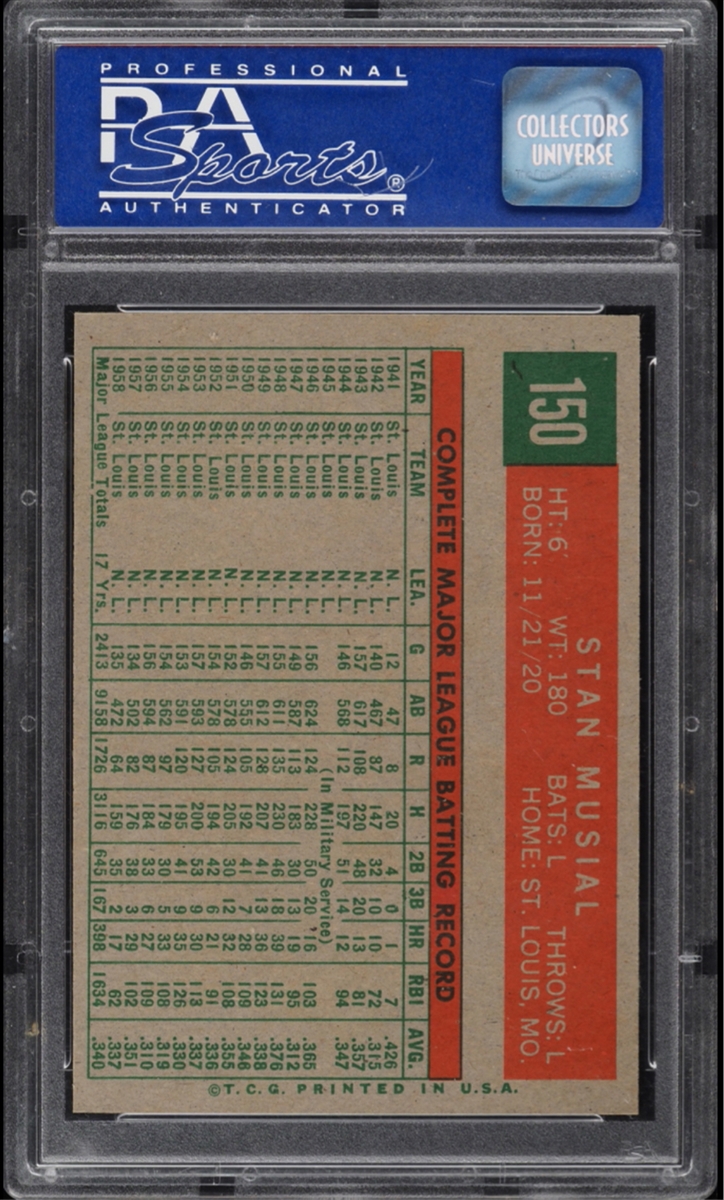 PROFESSIONAL
PSA
Sports®
AUTHENTICATOR
COLLECTORS
UNIVERSE
150
STAN MUSIAL
HT: 6' WT: 180 BATS: L THROWS: L
BORN: 11/21/20 HOME: ST. LOUIS, MO.
COMPLETE MAJOR LEAGUE BATTING RECORD
YEAR TEAM LEA. G AB R H 2B 3B HR RBI AVG.
1941 St. Louis N. L. 12 47 8 20 4 0 1 7 .426
1942 St. Louis N. L. 140 467 87 147 32 10 10 72 .315
1943 St. Louis N. L. 157 617 108 220 48 20 13 81 .357
1944 St. Louis N. L. 146 568 112 197 51 14 12 94 .347
1945 St. Louis N. L. (In Military Service)
1946 St. Louis N. L. 156 624 124 228 50 20 '16 103 .365
1947 St. Louis N. L. 149 587 113 183 30 13 19 95 .312
1948 St. Louis N. L. 155 611 135 230 46 18 39 131 .376
1949 St. Louis N. L. 157 612 128 207 41 13 36 123 .338
1950 St. Louis N. L. 146 555 105 192 41 7 28 109 .346
1951 St. Louis N. L. 152 578 124 205 30 12 32 108 .355
1952 St. Louis N. L. 154 578 105 194 42 6 21 91 .336
1953 St. Louis N. L. 157 593 127 200 53 9 30 113 .337
1954 St. Louis N. L. 153 591 120 195 41 9 35 126 .330
1955 St. Louis N. L. 154 562 97 179 30 5 33 108 .319
1956 St. Louis N. L. 156 594 87 184 33 6 27 109 .310
1957 St. Louis N. L. 134 502 82 176 38 3 29 102 .351
1958 St. Louis N. L. 135 472 64 159 35 2 17 62 .337
Major League Totals 17 Yrs. 2413 9158 1726 3116 645 167 398 1634 .340
©T.C.G. PRINTED IN U.S.A.